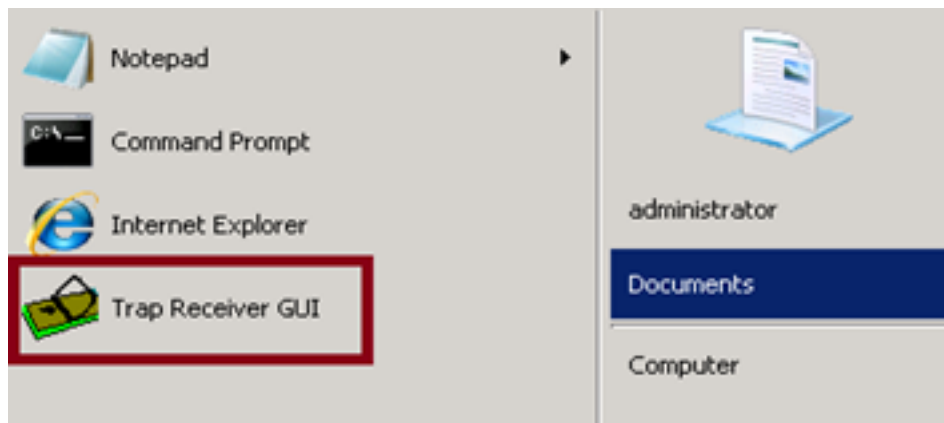 Notepad
Command Prompt
Internet Explorer
Trap Receiver GUI
administrator
Documents
Computer